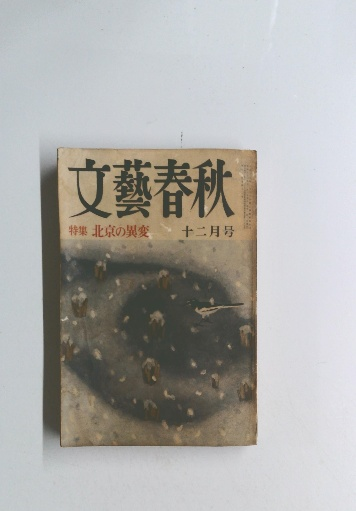 文藝春秋
特集 北京の異変 十二月号